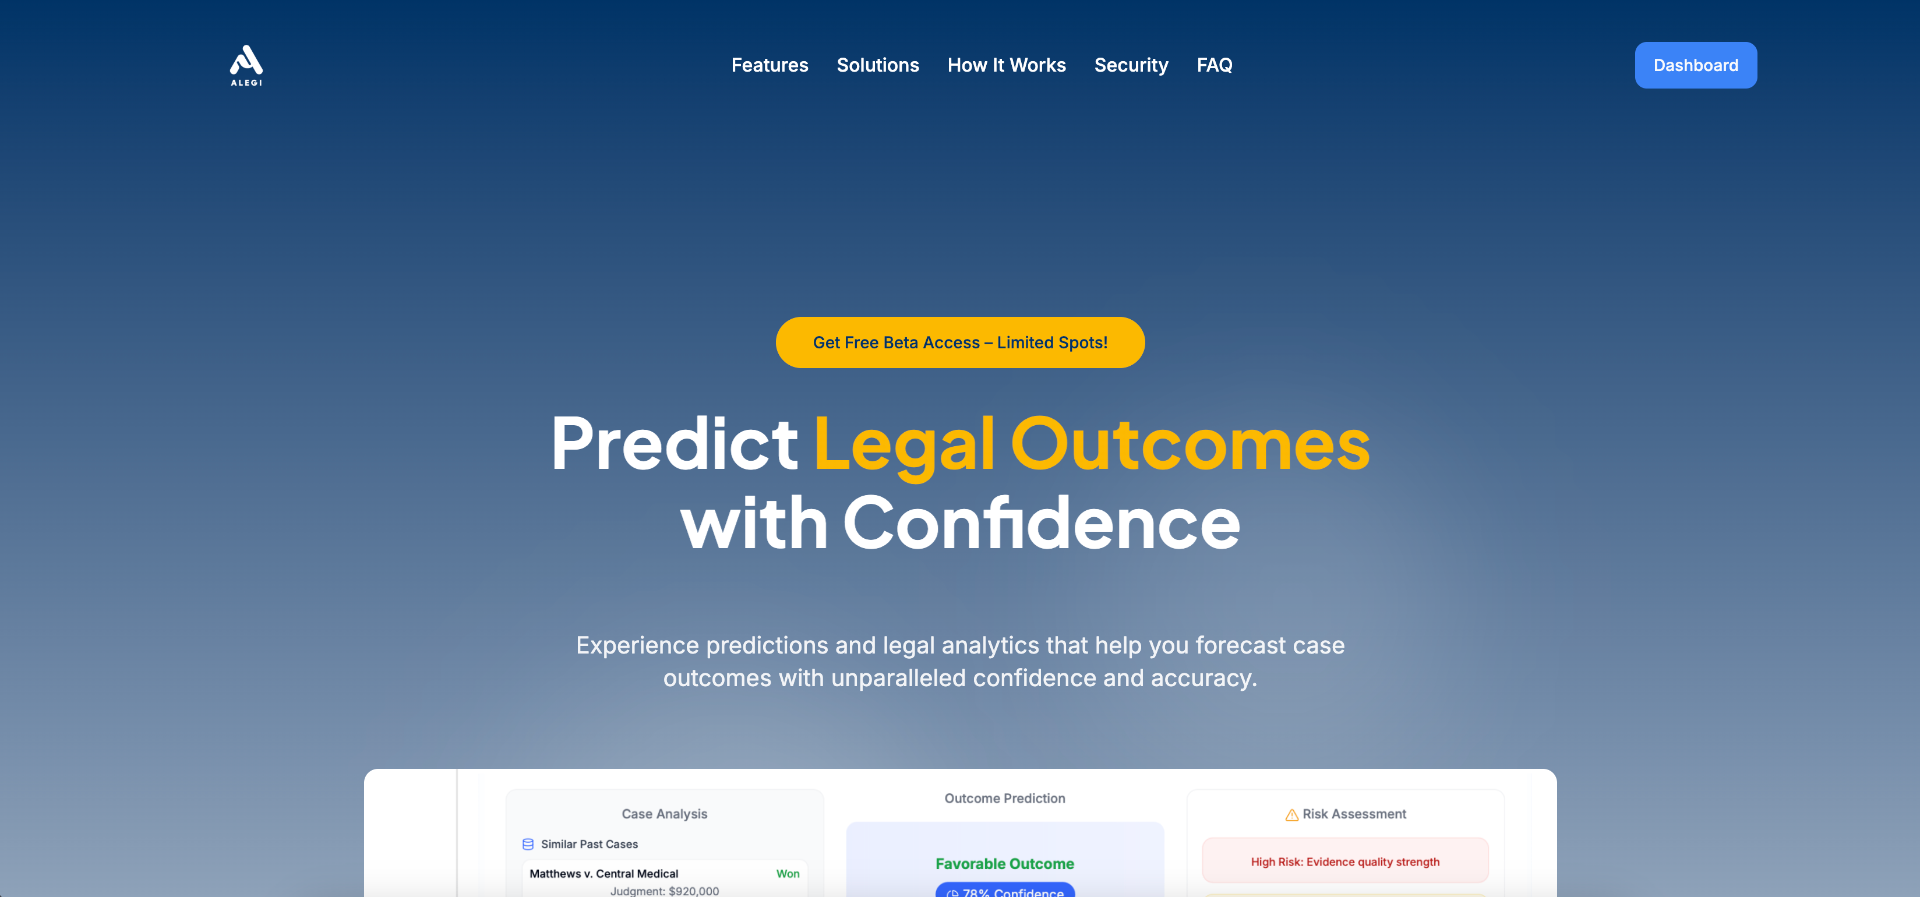 ALEGI
Features
Solutions
How It Works
Security
FAQ
Dashboard
Get Free Beta Access – Limited Spots!
Predict Legal Outcomes
with Confidence
Experience predictions and legal analytics that help you forecast case
outcomes with unparalleled confidence and accuracy.
Case Analysis
Similar Past Cases
Matthews v. Central Medical
Won
Judgment: $920,000
Outcome Prediction
Favorable Outcome
78% Confidence
Risk Assessment
High Risk: Evidence quality strength